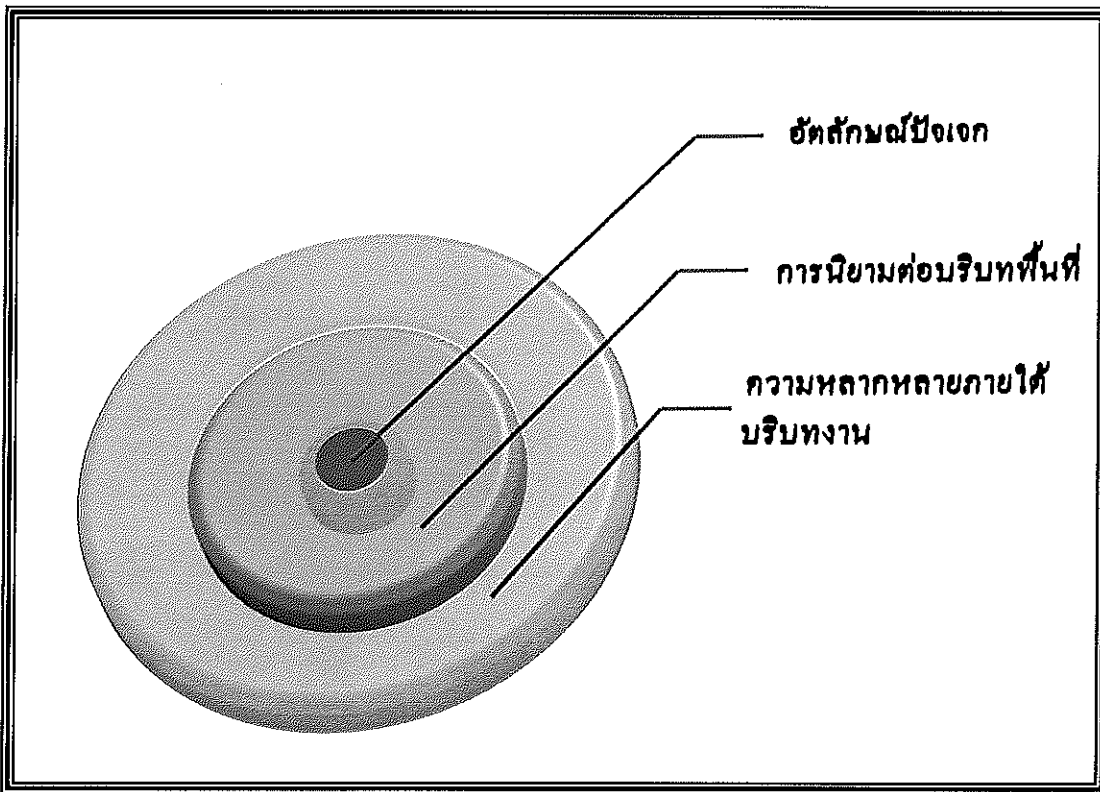 อัตลักษณ์ปัจเจก
การนิยามต่อบริบทพื้นที่
ความหลากหลายภายใต้
บริบทงาน